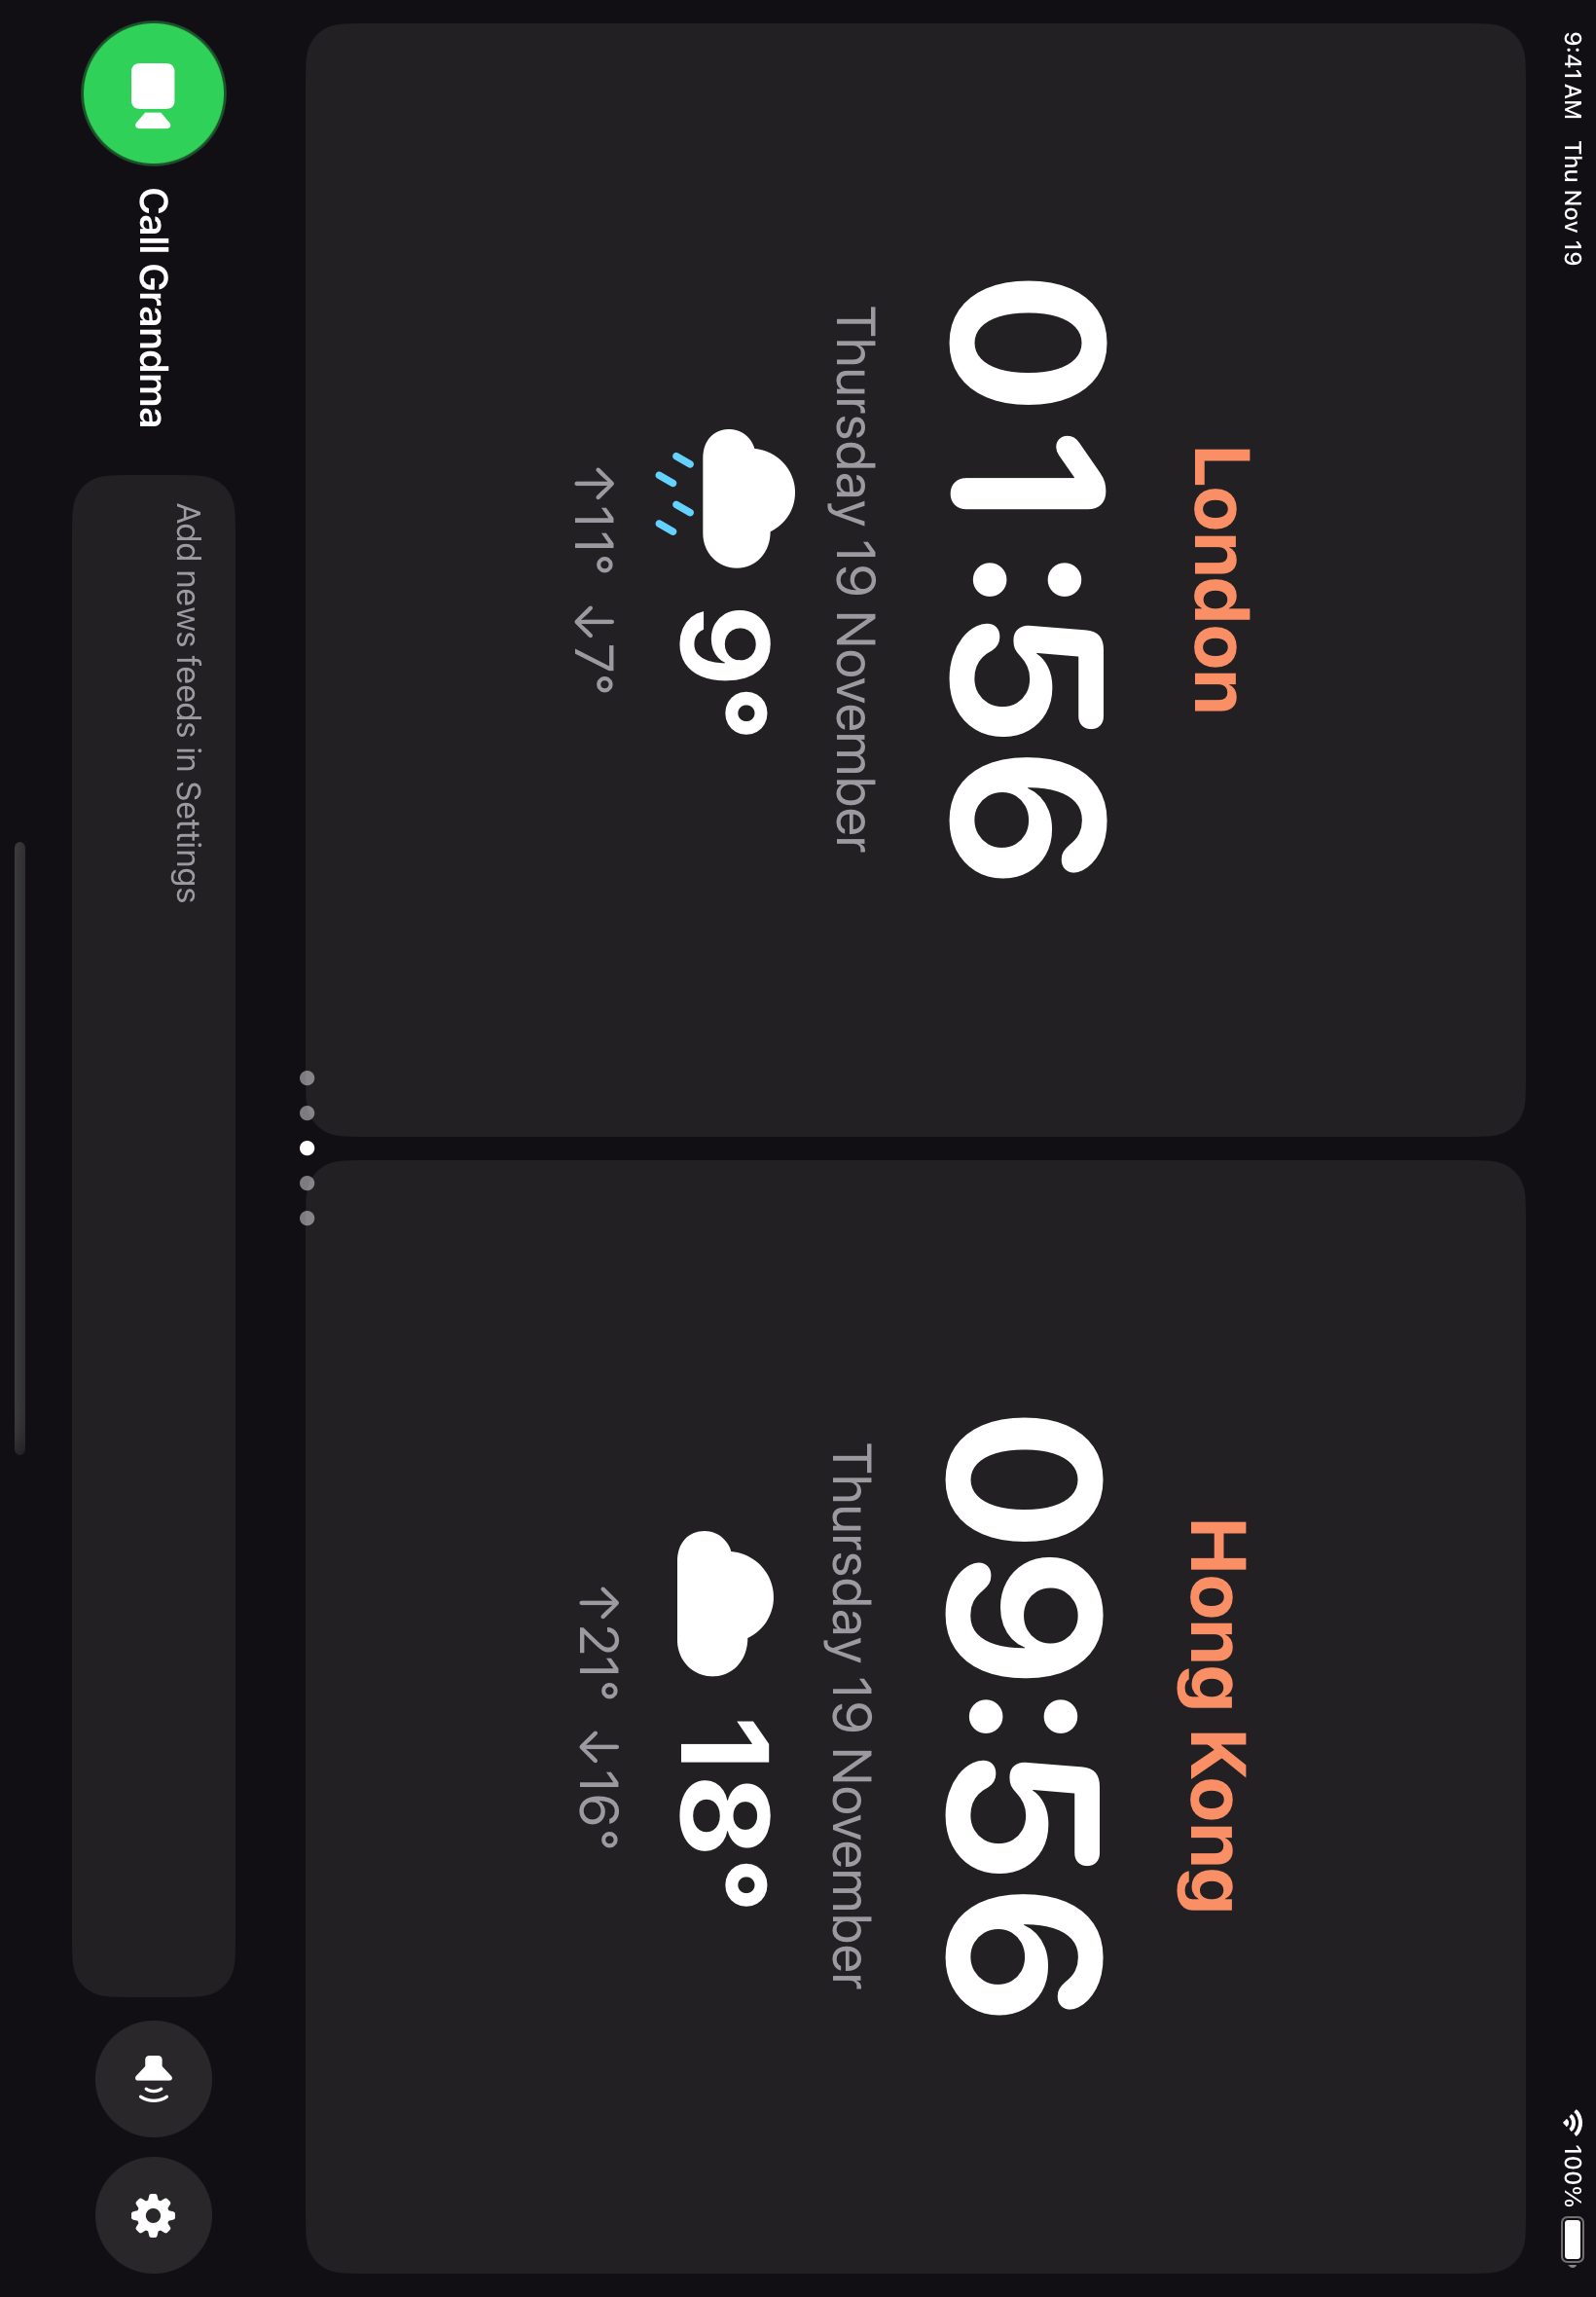 9:41 AM Thu Nov 19
100%
London
01:56
Thursday 19 November
9°
↑11° ↓7°
Hong Kong
09:56
Thursday 19 November
18°
↑21° ↓16°
Call Grandma
Add news feeds in Settings